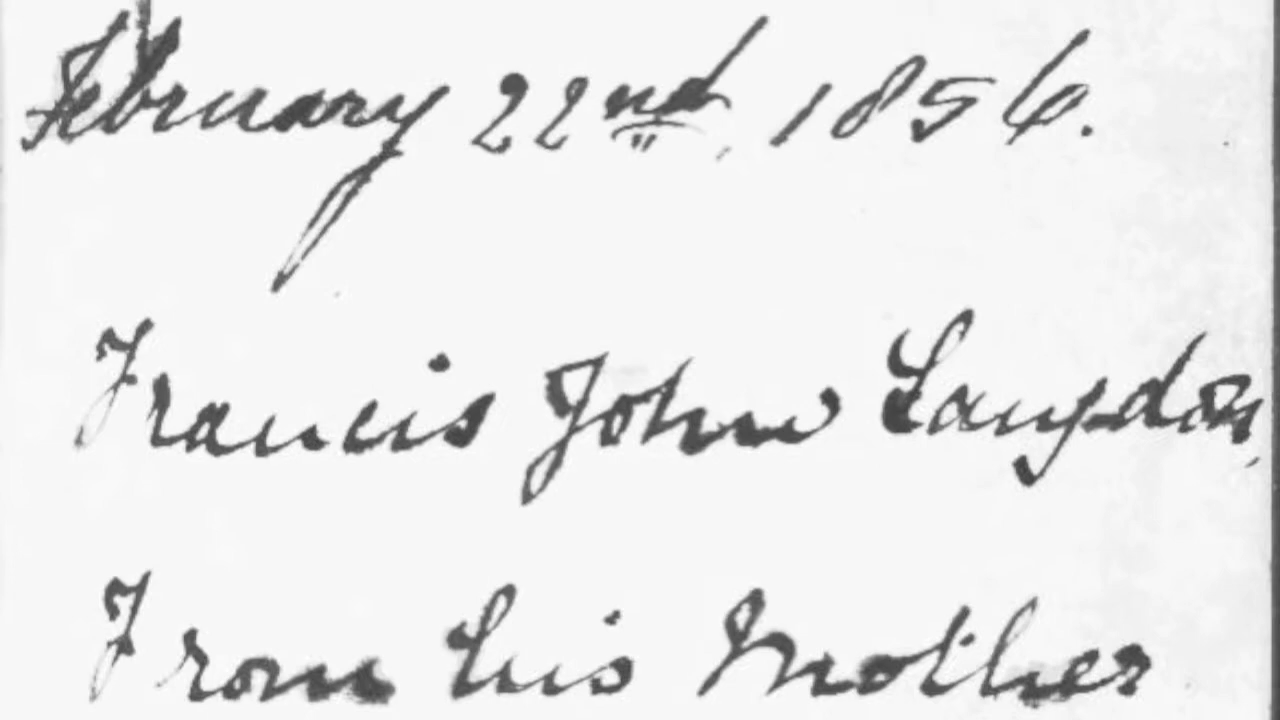 February 22nd, 1856.
Francis John Langdon,
From his Mother